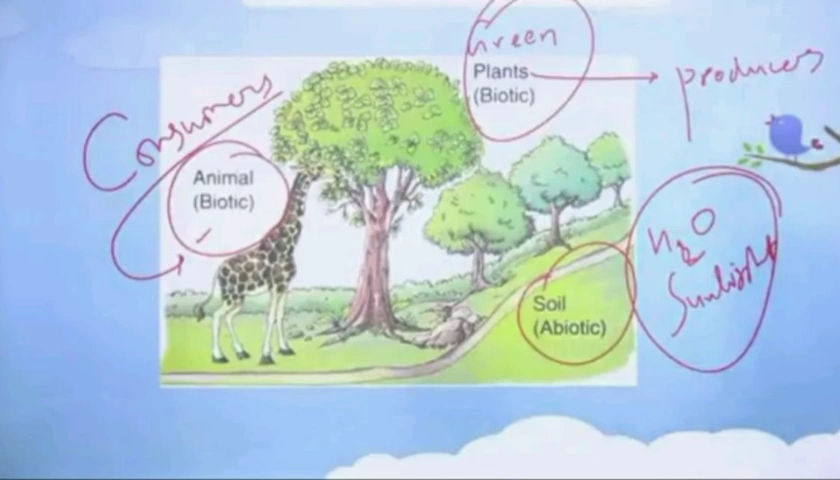 Green
Plants
(Biotic)
producers
Consumers
Animal
(Biotic)
H2O
Sunlight
Soil
(Abiotic)